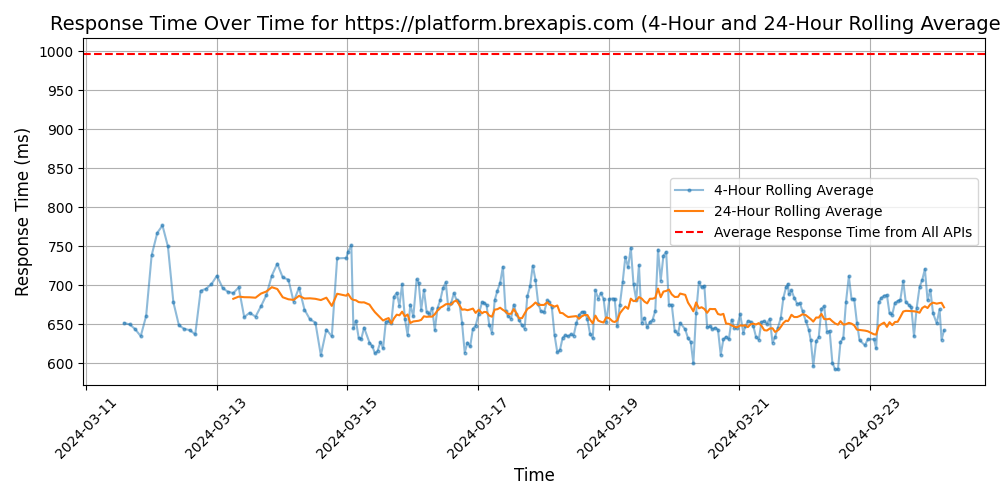 Response Time Over Time for https://platform.brexapis.com (4-Hour and 24-Hour Rolling Average
Response Time (ms)
1000
950
900
850
800
750
700
650
600
4-Hour Rolling Average
24-Hour Rolling Average
Average Response Time from All APIs
2024-03-11
2024-03-13
2024-03-15
2024-03-17
2024-03-19
2024-03-21
2024-03-23
Time